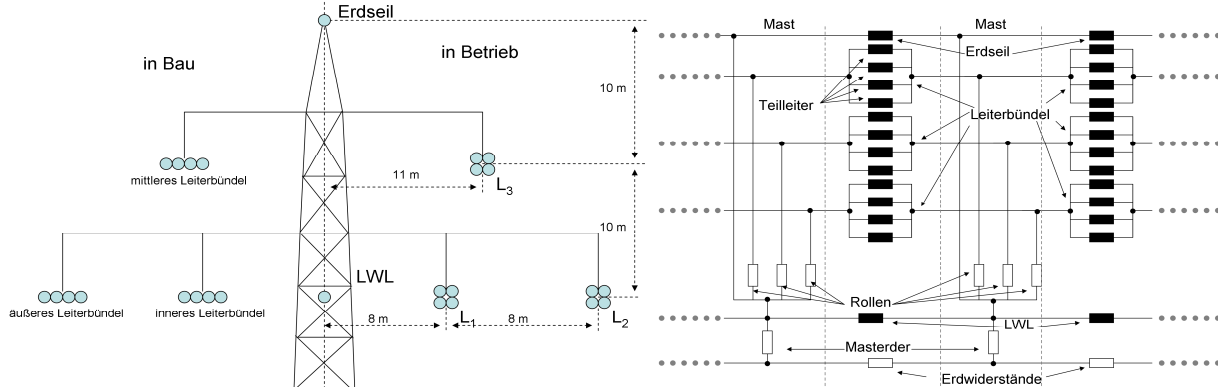 Erdseil
in Bau
in Betrieb
10 m
mittleres Leiterbündel
11 m
L3
10 m
LWL
äußeres Leiterbündel
inneres Leiterbündel
L1
L2
8 m
8 m
Mast
Mast
Erdseil
Teilleiter
Leiterbündel
Rollen
LWL
Masterder
Erdwiderstände